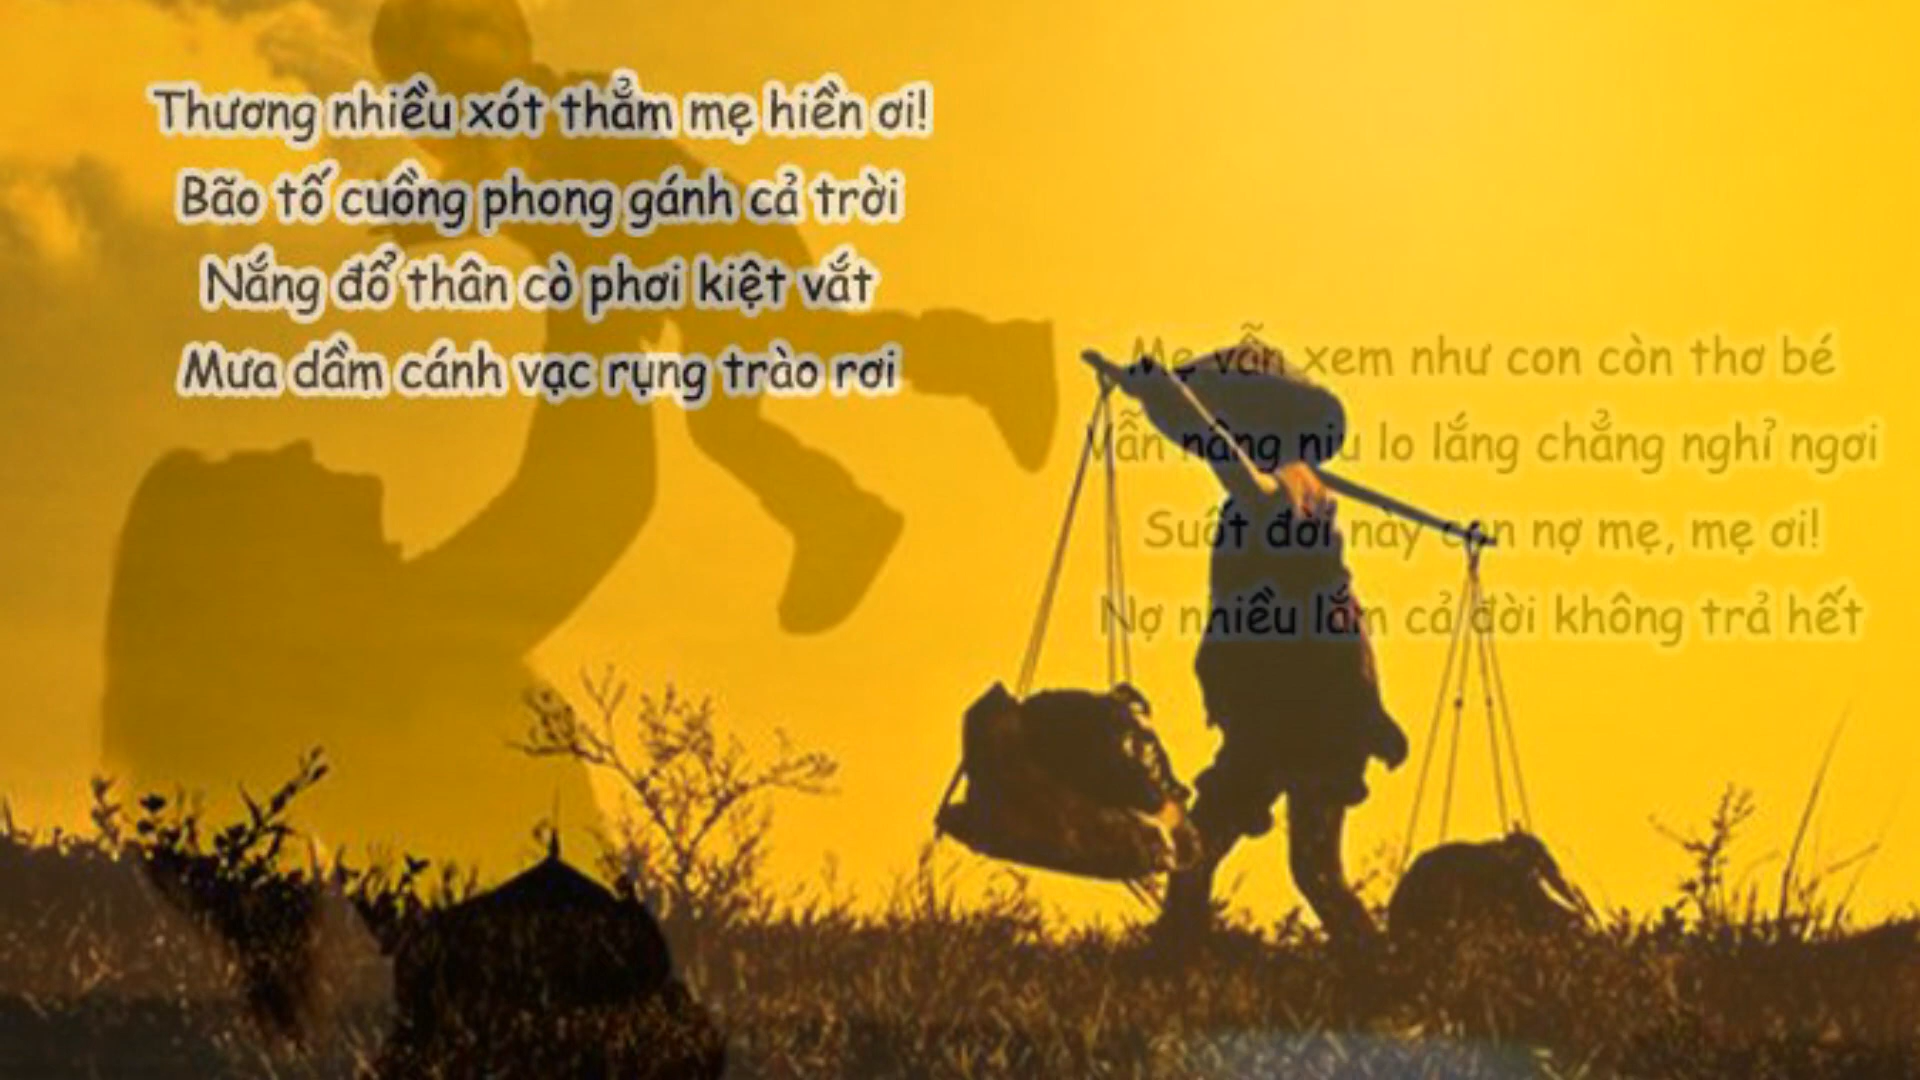 Thương nhiều xót thẳm mẹ hiền ơi!
Bão tố cuồng phong gánh cả trời
Nắng đổ thân cò phơi kiệt vắt
Mưa dầm cánh vạc rụng trào rơi
Mẹ vẫn xem như con còn thơ bé
Vẫn nâng niu lo lắng chẳng nghỉ ngơi
Suốt đời này con nợ mẹ, mẹ ơi!
Nợ nhiều lắm cả đời không trả hết